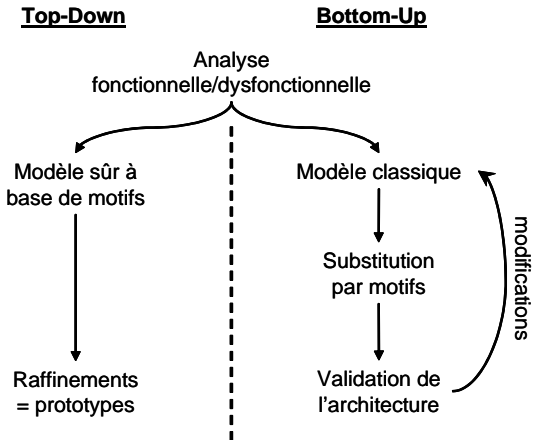 Top-Down
Bottom-Up
Analyse
fonctionnelle/dysfonctionnelle
Modèle sûr à
base de motifs
Modèle classique
Substitution
par motifs
modifications
Raffinements
= prototypes
Validation de
l'architecture